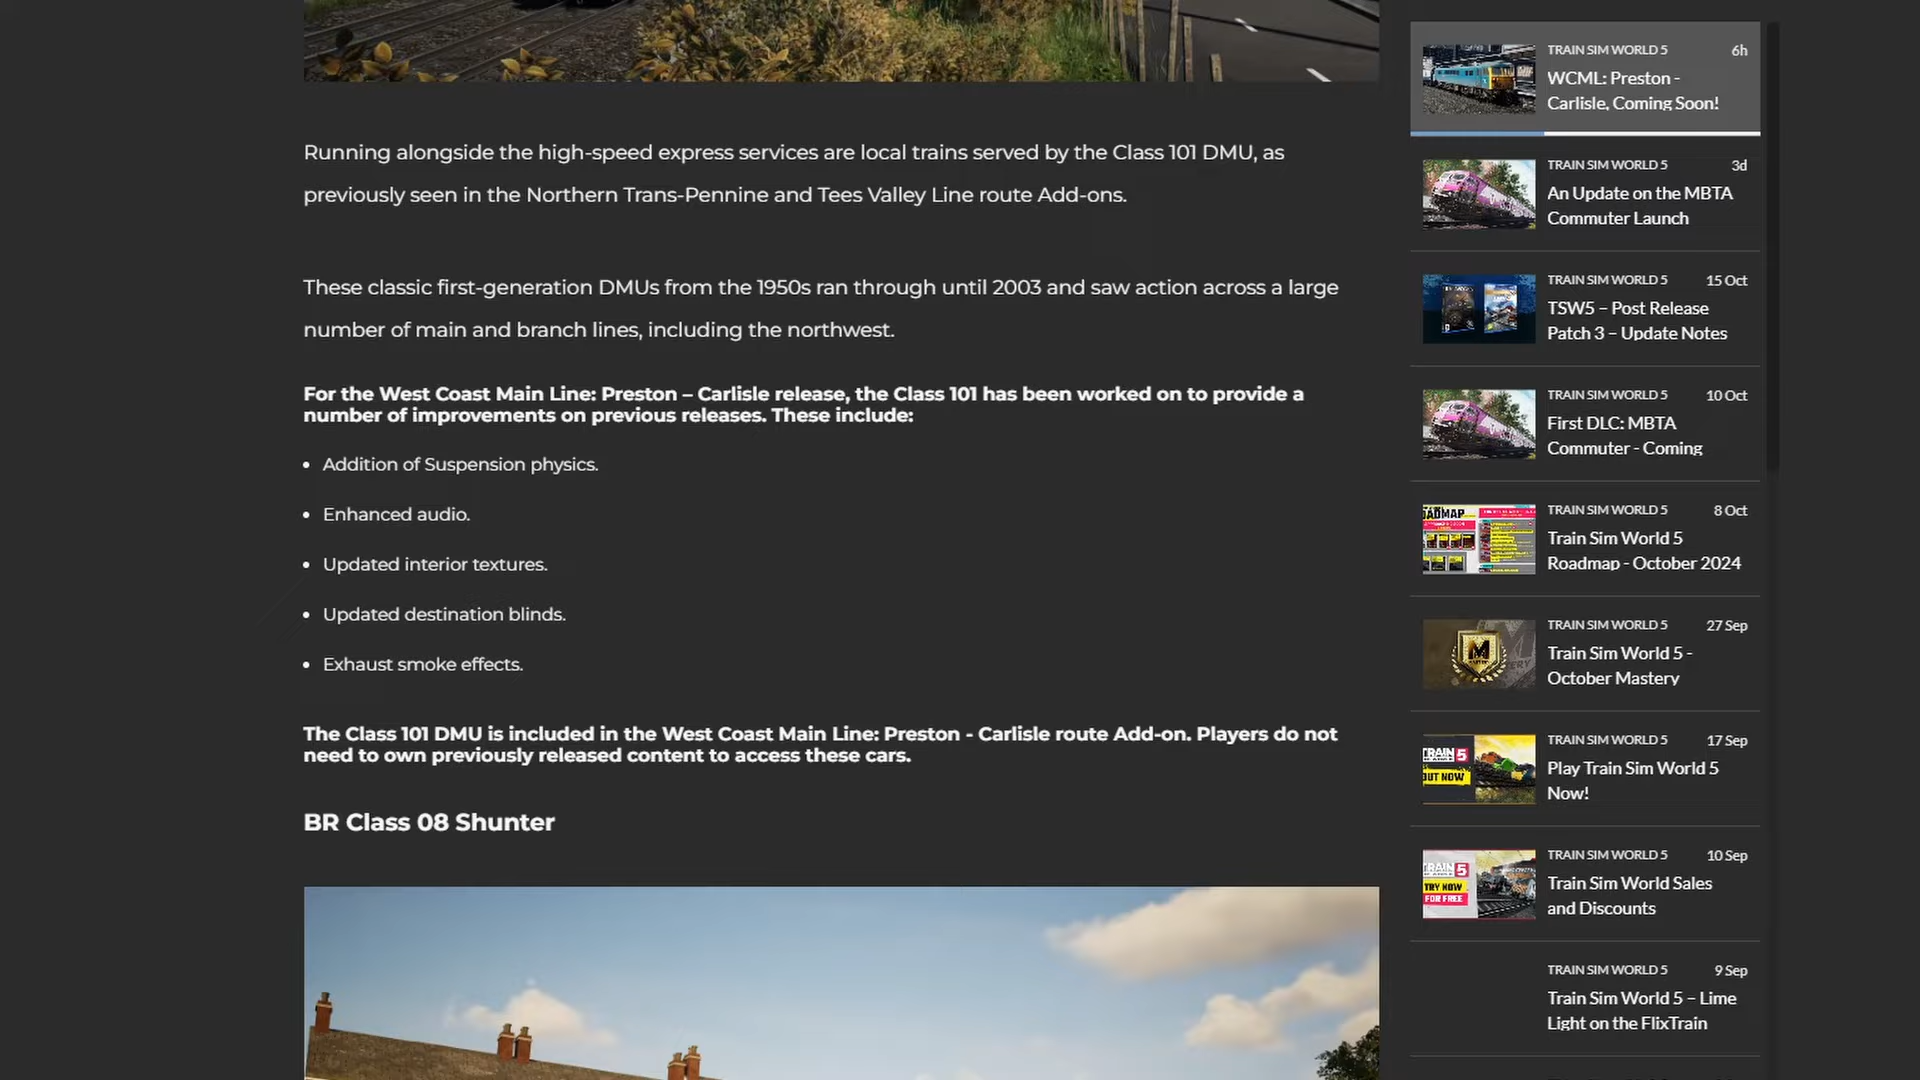 Running alongside the high-speed express services are local trains served by the Class 101 DMU, as
previously seen in the Northern Trans-Pennine and Tees Valley Line route Add-ons.
These classic first-generation DMUs from the 1950s ran through until 2003 and saw action across a large
number of main and branch lines, including the northwest.
For the West Coast Main Line: Preston – Carlisle release, the Class 101 has been worked on to provide a
number of improvements on previous releases. These include:
• Addition of Suspension physics.
• Enhanced audio.
• Updated interior textures.
• Updated destination blinds.
• Exhaust smoke effects.
The Class 101 DMU is included in the West Coast Main Line: Preston - Carlisle route Add-on. Players do not
need to own previously released content to access these cars.
BR Class 08 Shunter
TRAIN SIM WORLD 5 6h
WCML: Preston -
Carlisle, Coming Soon!
TRAIN SIM WORLD 5 3d
An Update on the MBTA
Commuter Launch
TRAIN SIM WORLD 5 15 Oct
TSW5 – Post Release
Patch 3 – Update Notes
TRAIN SIM WORLD 5 10 Oct
First DLC: MBTA
Commuter - Coming
ROADMAP
TRAIN SIM WORLD 5 8 Oct
Train Sim World 5
Roadmap - October 2024
M
TRAIN SIM WORLD 5 27 Sep
Train Sim World 5 -
October Mastery
TRAIN 5
OUT NOW
TRAIN SIM WORLD 5 17 Sep
Play Train Sim World 5
Now!
TRAIN 5
TRY NOW
FOR FREE
TRAIN SIM WORLD 5 10 Sep
Train Sim World Sales
and Discounts
TRAIN SIM WORLD 5 9 Sep
Train Sim World 5 – Lime
Light on the FlixTrain